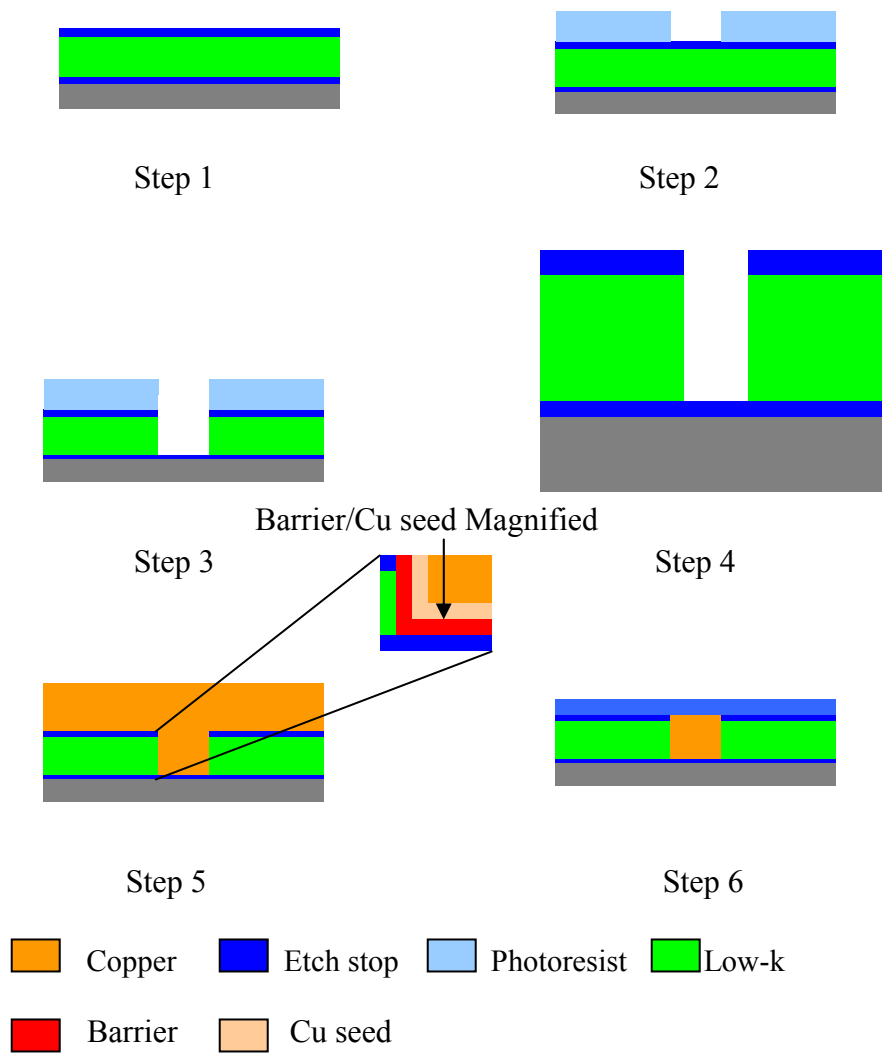 Step 1
Step 2
Barrier/Cu seed Magnified
Step 3
Step 4
Step 5
Step 6
Copper
Etch stop
Photoresist
Low-k
Barrier
Cu seed